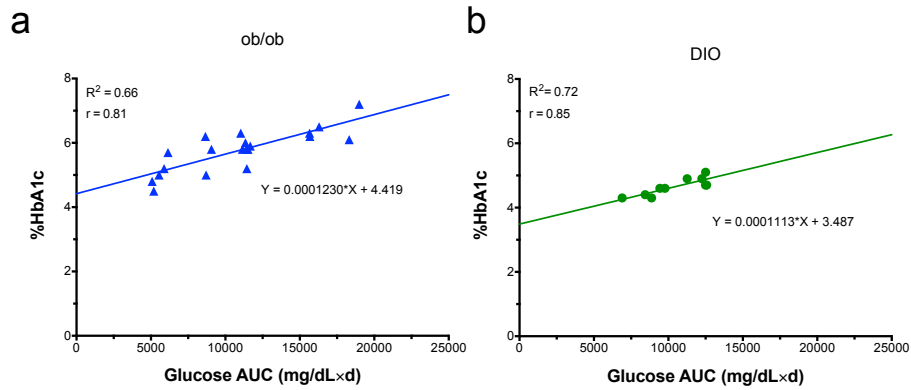 a
ob/ob
R² = 0.66
r = 0.81
Y = 0.0001230*X + 4.419
%HbA1c
8
6
4
2
0
0 5000 10000 15000 20000 25000
Glucose AUC (mg/dL×d)
b
DIO
R²= 0.72
r = 0.85
Y = 0.0001113*X + 3.487
%HbA1c
8
6
4
2
0
0 5000 10000 15000 20000 25000
Glucose AUC (mg/dL×d)